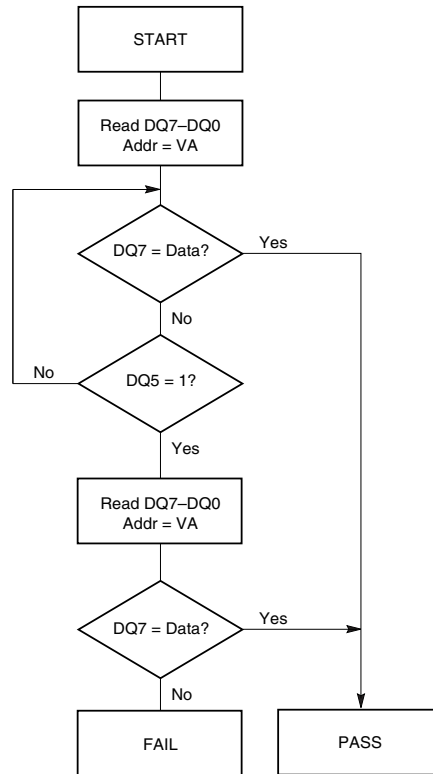 START
Read DQ7–DQ0
Addr = VA
DQ7 = Data?
Yes
No
No
DQ5 = 1?
Yes
Read DQ7–DQ0
Addr = VA
DQ7 = Data?
Yes
No
FAIL
PASS